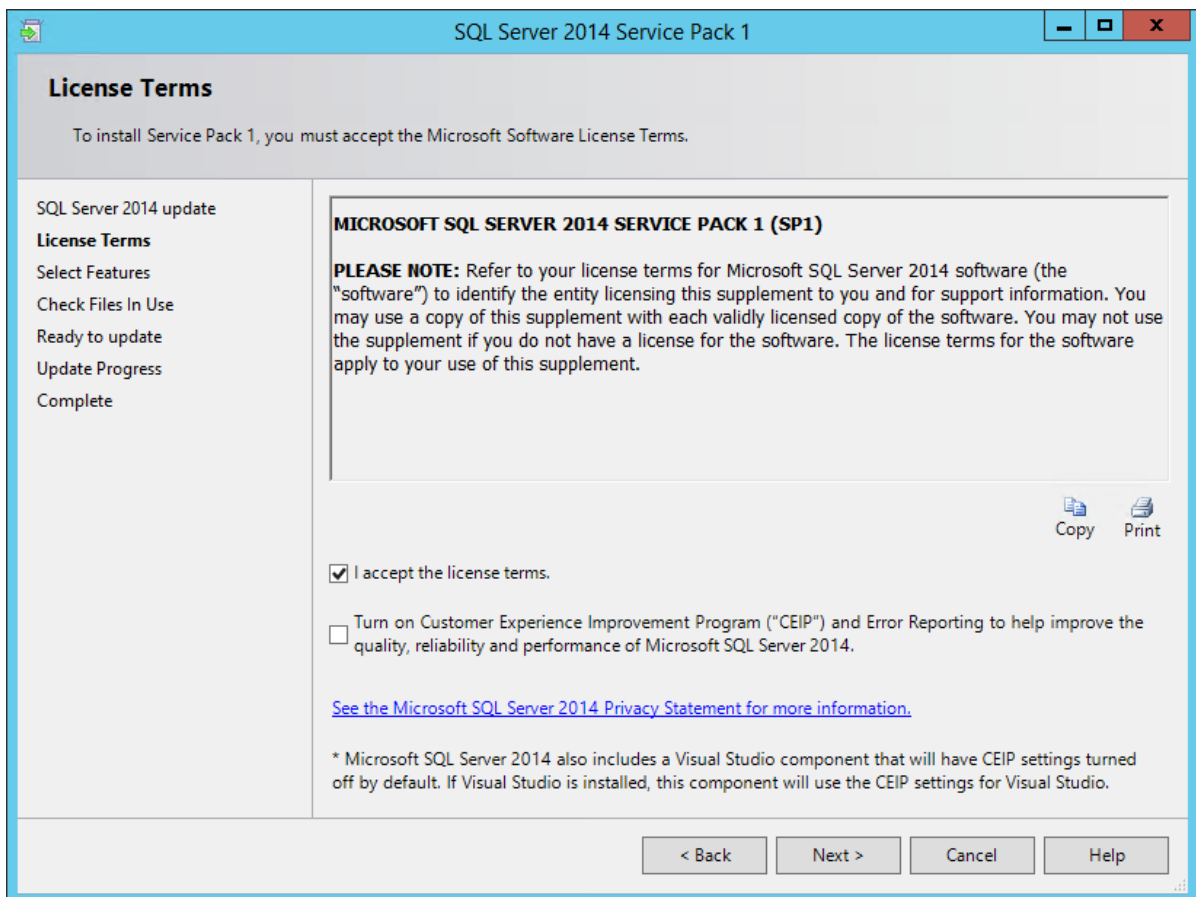 SQL Server 2014 Service Pack 1
License Terms
To install Service Pack 1, you must accept the Microsoft Software License Terms.
SQL Server 2014 update
License Terms
Select Features
Check Files In Use
Ready to update
Update Progress
Complete
MICROSOFT SQL SERVER 2014 SERVICE PACK 1 (SP1)
PLEASE NOTE: Refer to your license terms for Microsoft SQL Server 2014 software (the
“software”) to identify the entity licensing this supplement to you and for support information. You
may use a copy of this supplement with each validly licensed copy of the software. You may not use
the supplement if you do not have a license for the software. The license terms for the software
apply to your use of this supplement.
Copy
Print
I accept the license terms.
Turn on Customer Experience Improvement Program (“CEIP”) and Error Reporting to help improve the
quality, reliability and performance of Microsoft SQL Server 2014.
See the Microsoft SQL Server 2014 Privacy Statement for more information.
* Microsoft SQL Server 2014 also includes a Visual Studio component that will have CEIP settings turned
off by default. If Visual Studio is installed, this component will use the CEIP settings for Visual Studio.
< Back
Next >
Cancel
Help